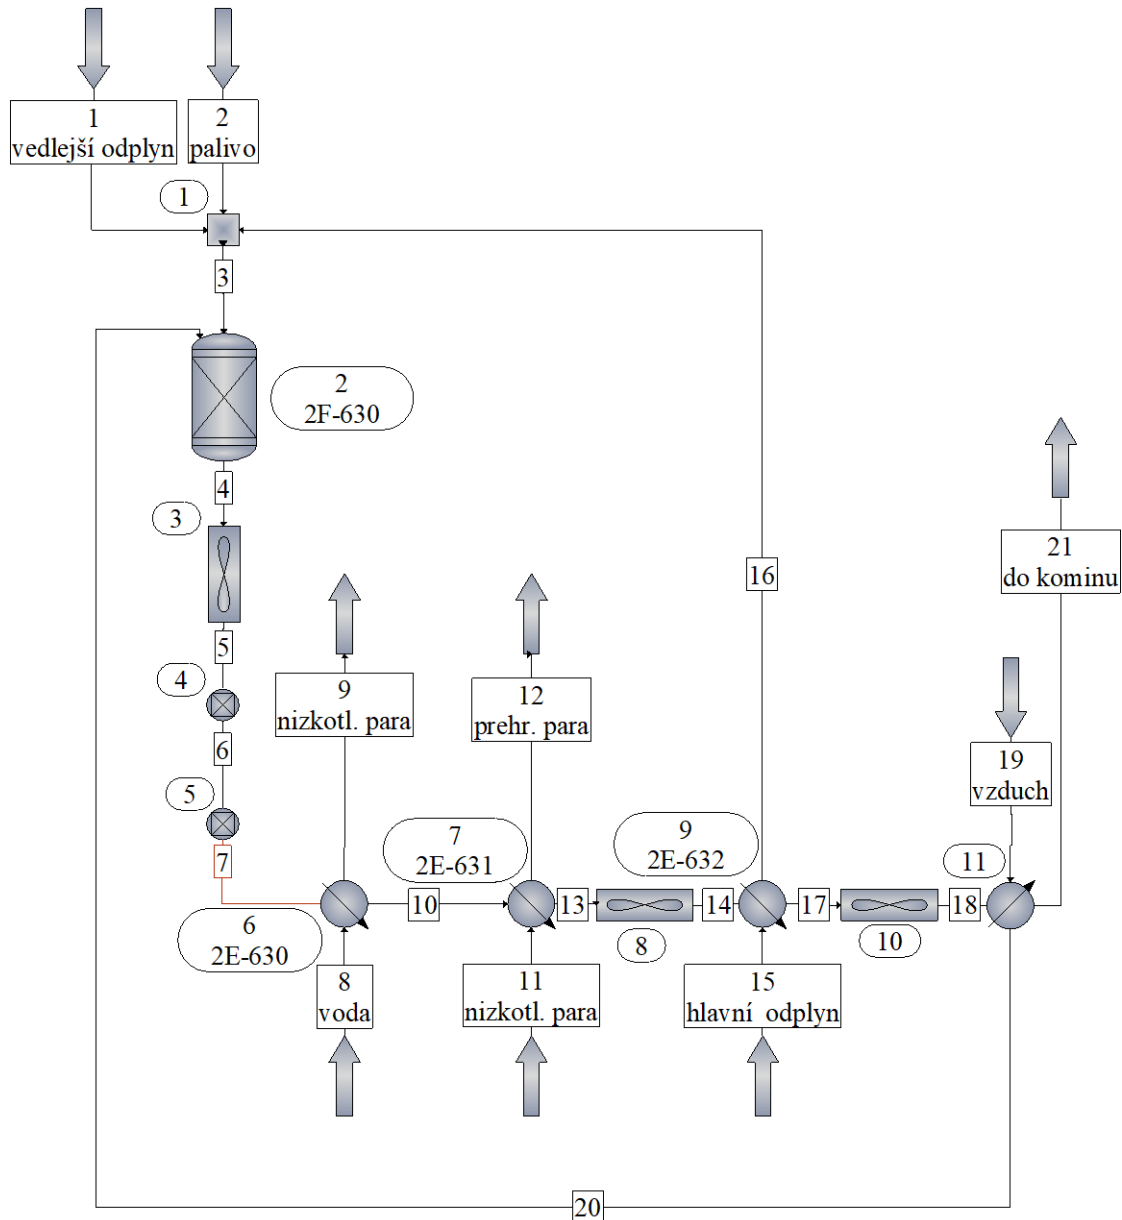 1
vedlejší odplyn
2
palivo
1
3
2
2F-630
4
3
5
4
6
5
7
9
nizkotl. para
12
prehr. para
16
21
do kominu
19
vzduch
7
2E-631
9
2E-632
11
10
13
14
17
18
6
2E-630
8
10
8
voda
11
nizkotl. para
15
hlavní odplyn
20